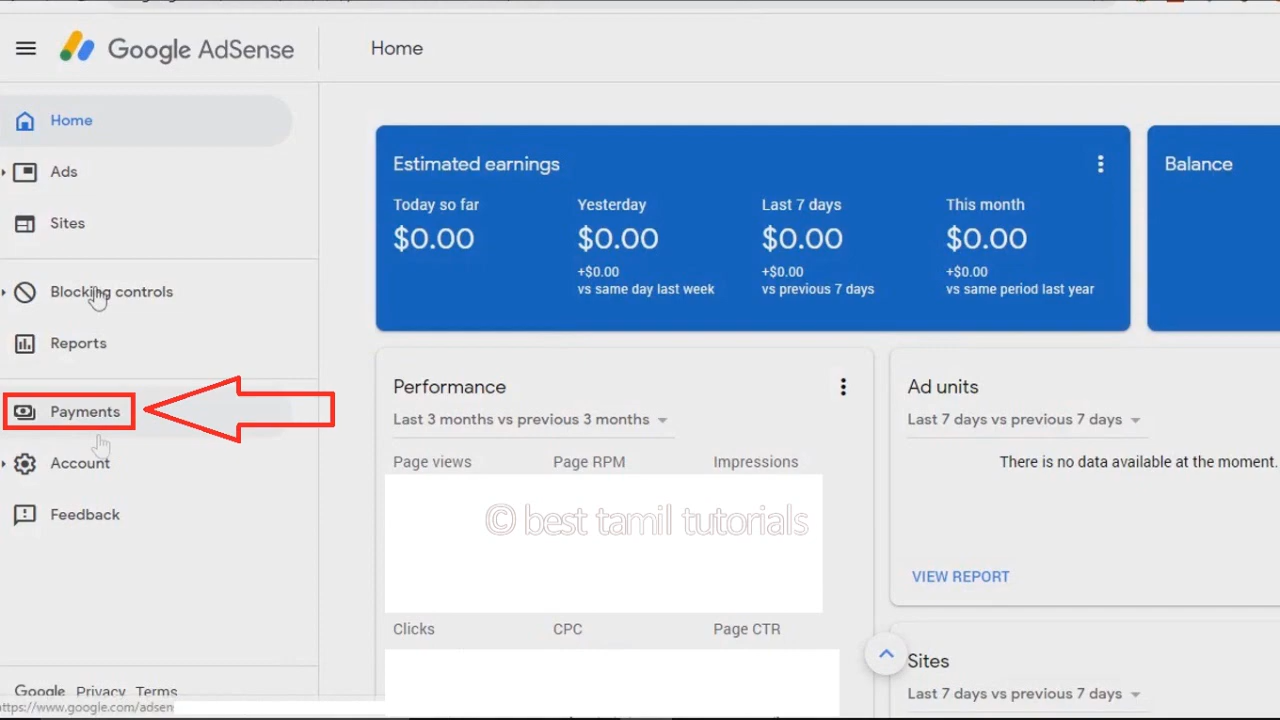 Google AdSense
Home
Home
Ads
Sites
Blocking controls
Reports
Payments
Account
Feedback
Google Privacy Terms
https://www.google.com/adsen
Estimated earnings
Today so far Yesterday Last 7 days This month
$0.00 $0.00 $0.00 $0.00
+$0.00 +$0.00 +$0.00
vs same day last week vs previous 7 days vs same period last year
Balance
Performance
Last 3 months vs previous 3 months
Page views Page RPM Impressions
© best tamil tutorials
Clicks CPC Page CTR
Ad units
Last 7 days vs previous 7 days
There is no data available at the moment.
VIEW REPORT
Sites
Last 7 days vs previous 7 days